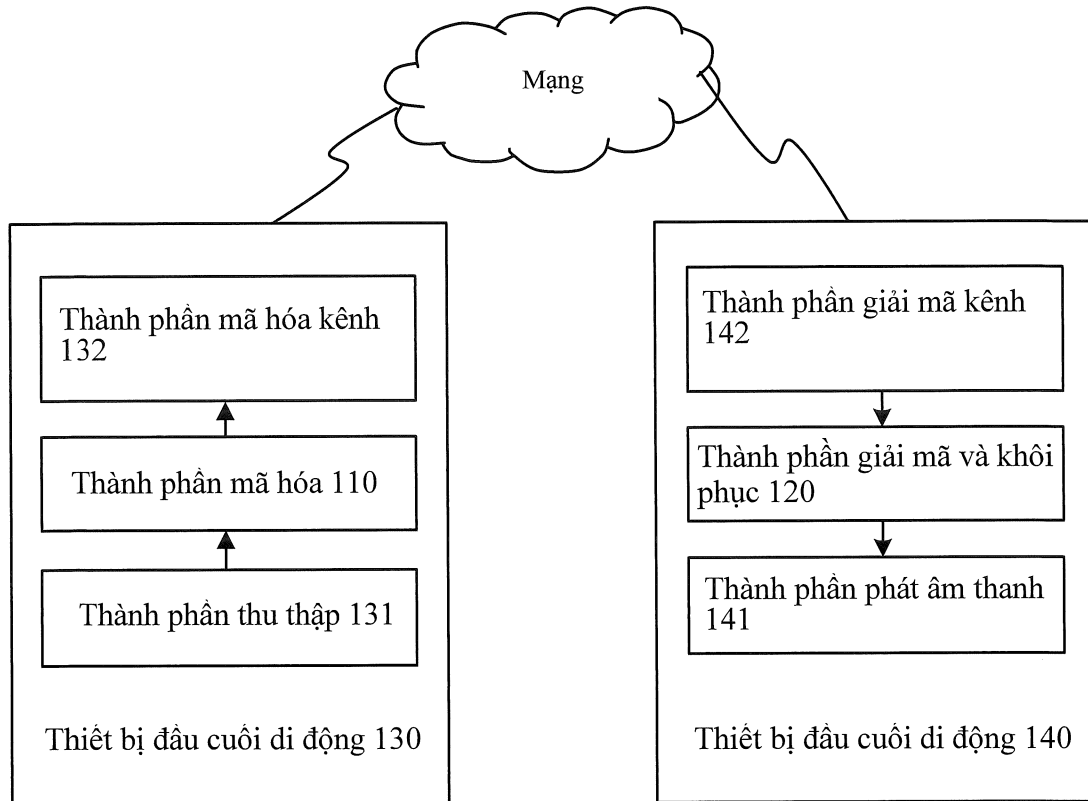 Mạng
Thành phần mã hóa kênh
132
Thành phần mã hóa 110
Thành phần thu thập 131
Thiết bị đầu cuối di động 130
Thành phần giải mã kênh
142
Thành phần giải mã và khôi
phục 120
Thành phần phát âm thanh
141
Thiết bị đầu cuối di động 140